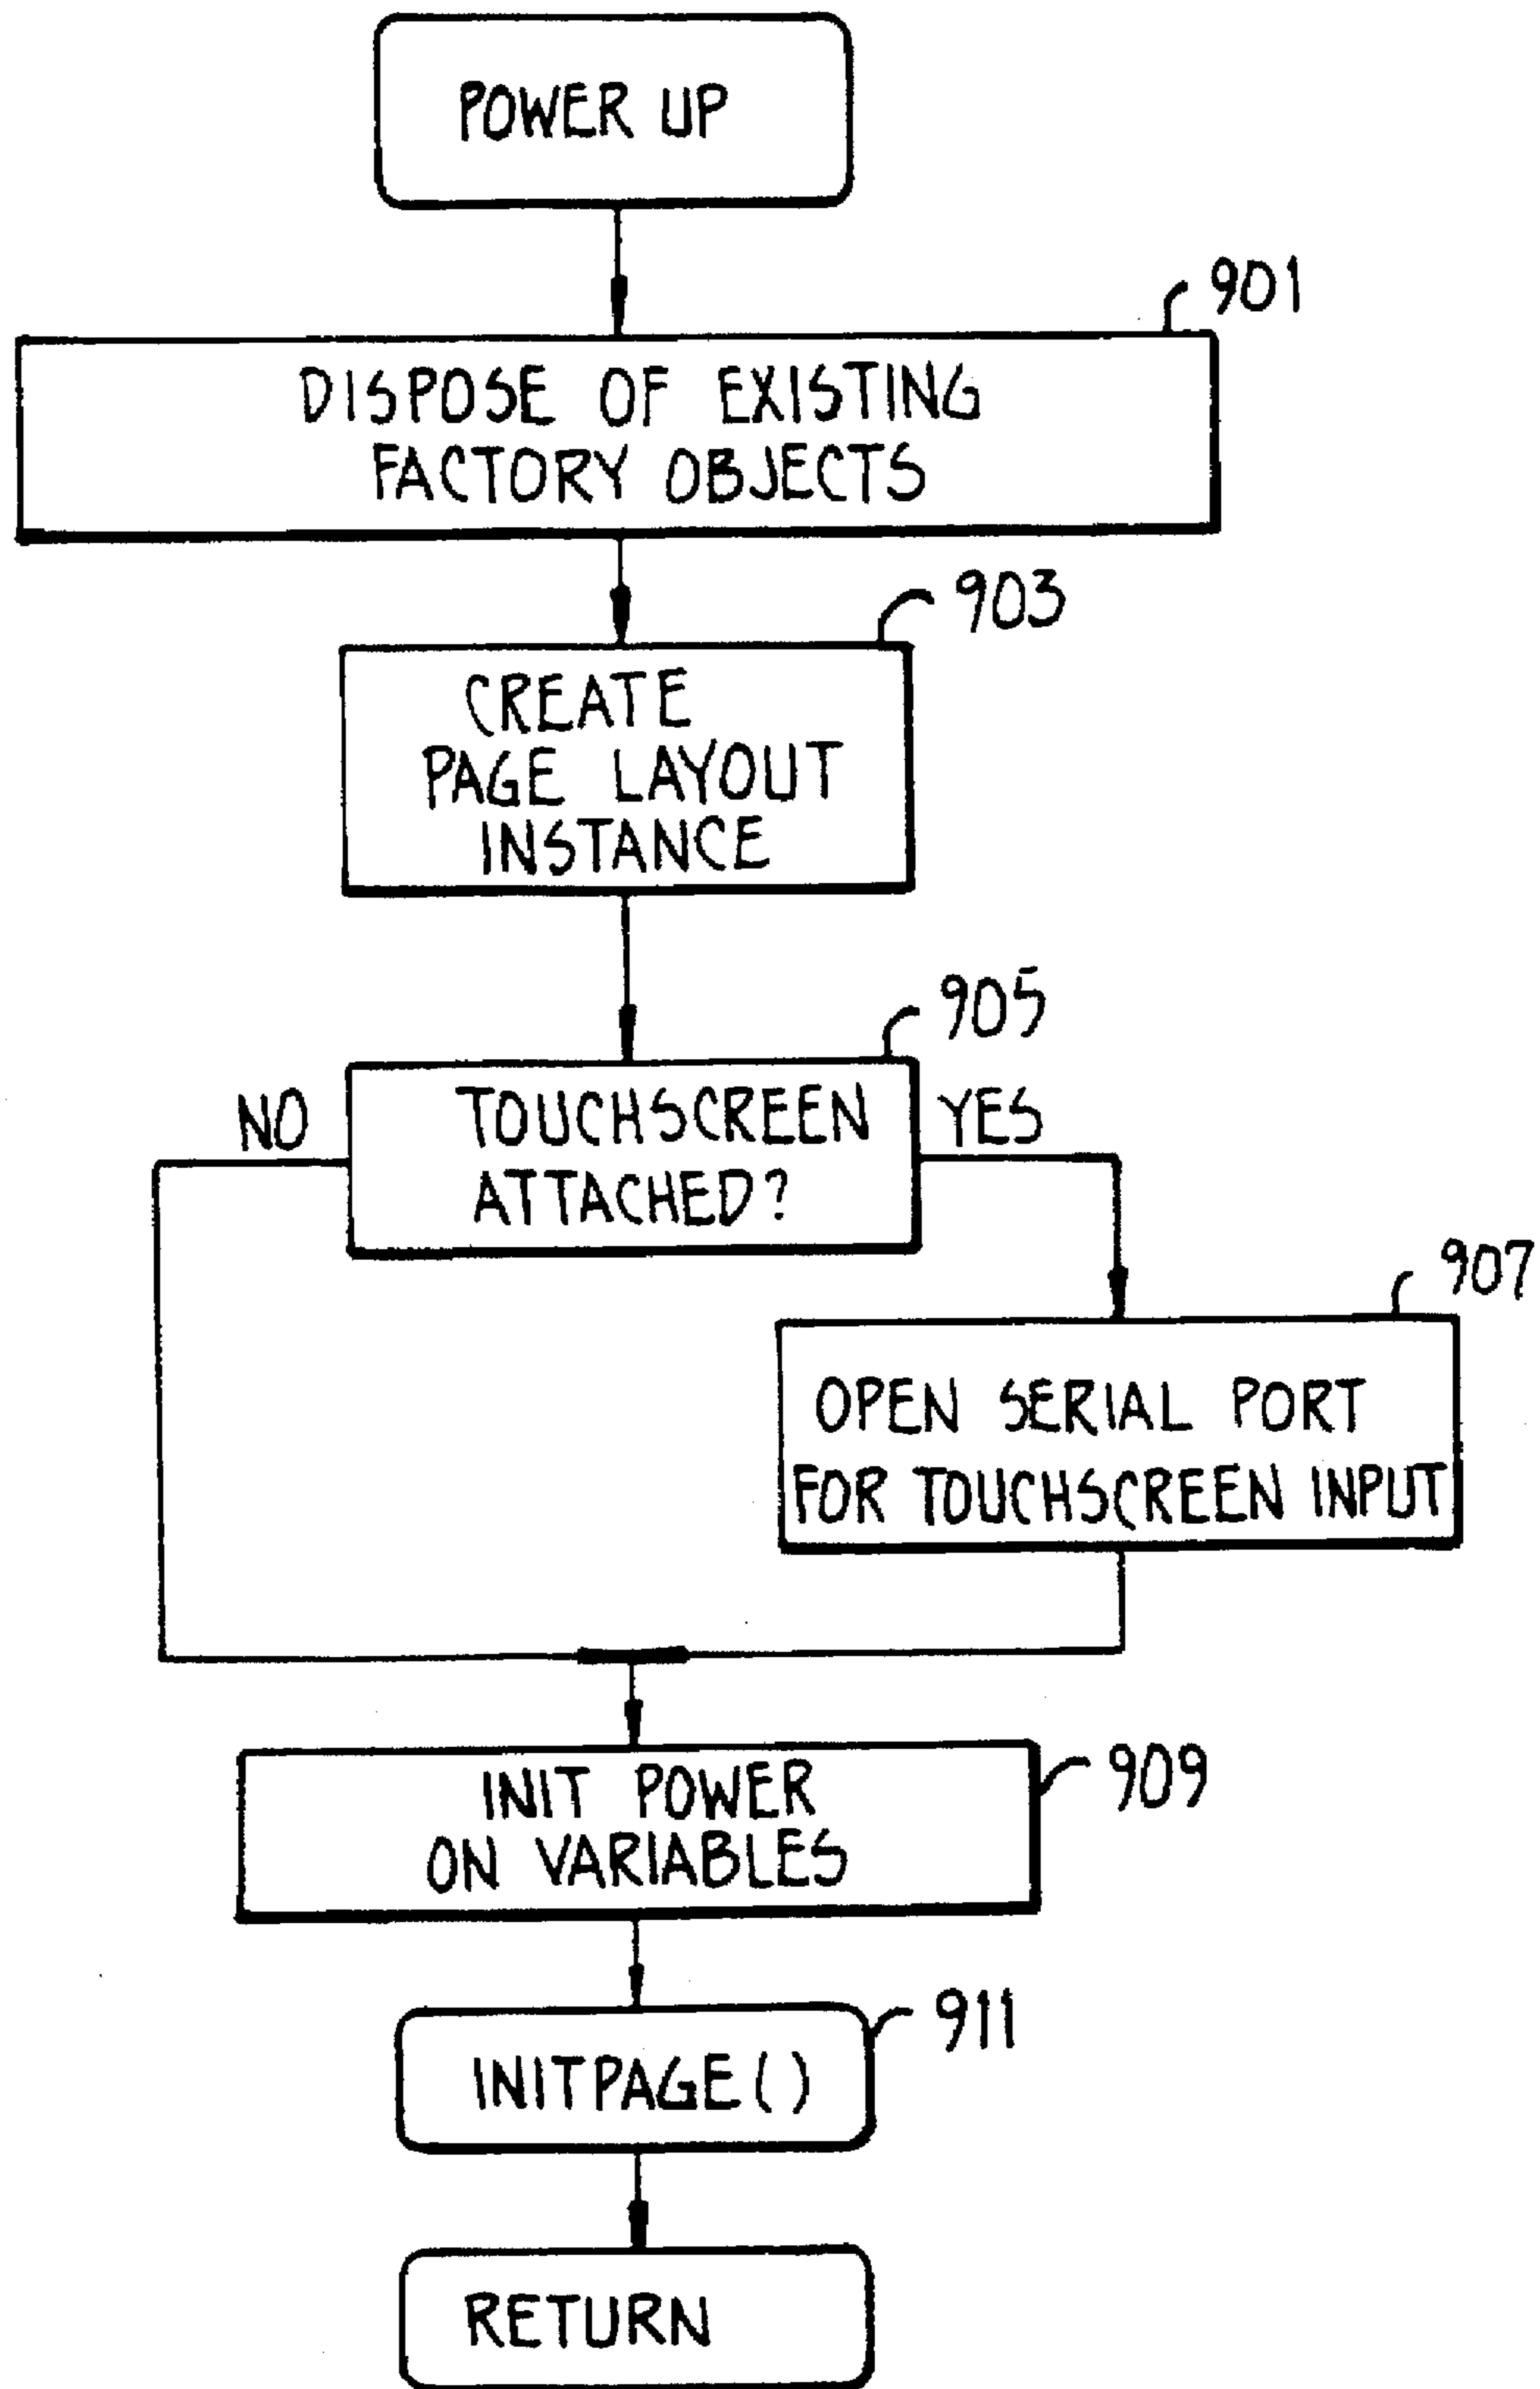 POWER UP
901
DISPOSE OF EXISTING
FACTORY OBJECTS
903
CREATE
PAGE LAYOUT
INSTANCE
905
NO
TOUCHSCREEN
YES
ATTACHED?
907
OPEN SERIAL PORT
FOR TOUCHSCREEN INPUT
INIT POWER
909
ON VARIABLES
911
INITPAGE()
RETURN